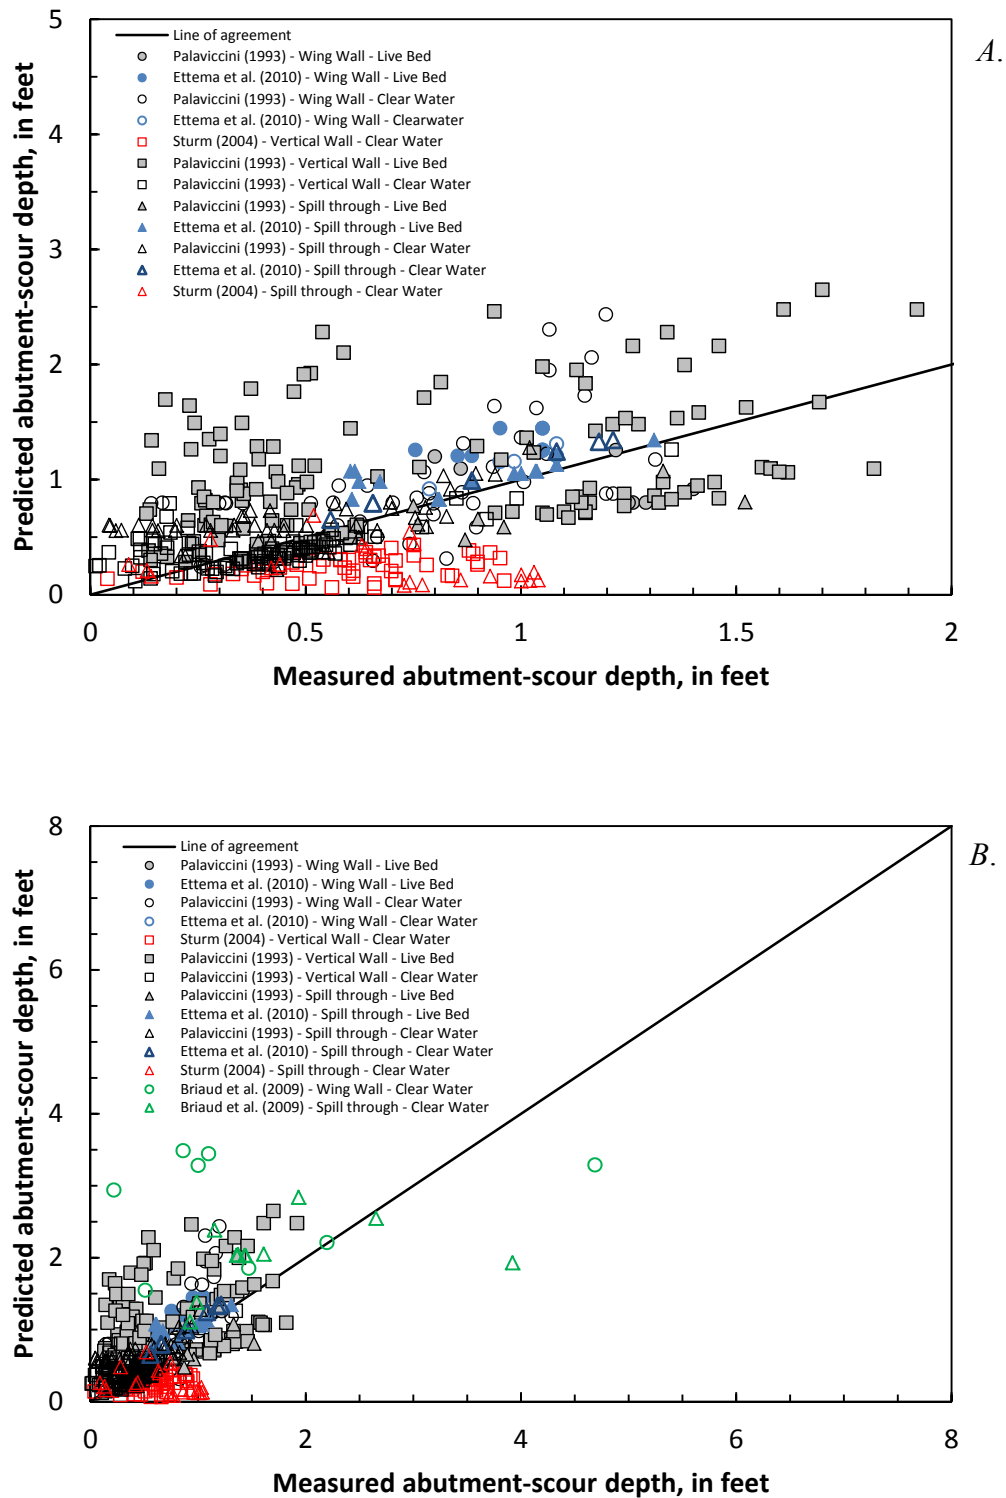 A.
Predicted abutment-scour depth, in feet
5
4
3
2
1
0
Line of agreement
Palaviccini (1993) - Wing Wall - Live Bed
Ettema et al. (2010) - Wing Wall - Live Bed
Palaviccini (1993) - Wing Wall - Clear Water
Ettema et al. (2010) - Wing Wall - Clearwater
Sturm (2004) - Vertical Wall - Clear Water
Palaviccini (1993) - Vertical Wall - Live Bed
Palaviccini (1993) - Vertical Wall - Clear Water
Palaviccini (1993) - Spill through - Live Bed
Ettema et al. (2010) - Spill through - Live Bed
Palaviccini (1993) - Spill through - Clear Water
Ettema et al. (2010) - Spill through - Clear Water
Sturm (2004) - Spill through - Clear Water
0 0.5 1 1.5 2
Measured abutment-scour depth, in feet
B.
Predicted abutment-scour depth, in feet
8
6
4
2
0
Line of agreement
Palaviccini (1993) - Wing Wall - Live Bed
Ettema et al. (2010) - Wing Wall - Live Bed
Palaviccini (1993) - Wing Wall - Clear Water
Ettema et al. (2010) - Wing Wall - Clear Water
Sturm (2004) - Vertical Wall - Clear Water
Palaviccini (1993) - Vertical Wall - Live Bed
Palaviccini (1993) - Vertical Wall - Clear Water
Palaviccini (1993) - Spill through - Live Bed
Ettema et al. (2010) - Spill through - Live Bed
Palaviccini (1993) - Spill through - Clear Water
Ettema et al. (2010) - Spill through - Clear Water
Sturm (2004) - Spill through - Clear Water
Briaud et al. (2009) - Wing Wall - Clear Water
Briaud et al. (2009) - Spill through - Clear Water
0 2 4 6 8
Measured abutment-scour depth, in feet